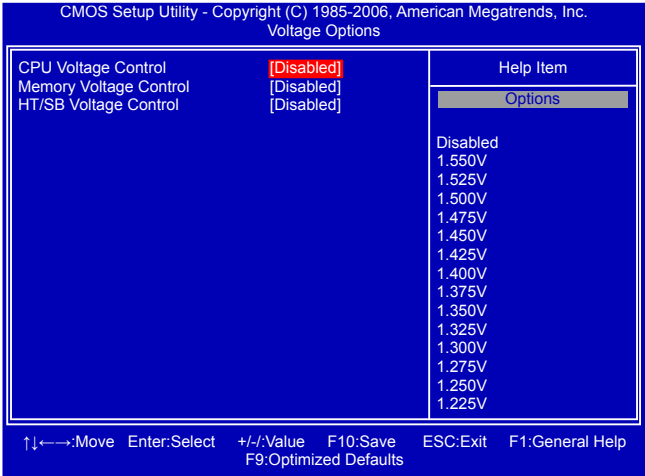 CMOS Setup Utility - Copyright (C) 1985-2006, American Megatrends, Inc.
Voltage Options
CPU Voltage Control [Disabled]
Memory Voltage Control [Disabled]
HT/SB Voltage Control [Disabled]
Help Item
Options
Disabled
1.550V
1.525V
1.500V
1.475V
1.450V
1.425V
1.400V
1.375V
1.350V
1.325V
1.300V
1.275V
1.250V
1.225V
↑↓←→:Move Enter:Select +/-/:Value F10:Save ESC:Exit F1:General Help
F9:Optimized Defaults